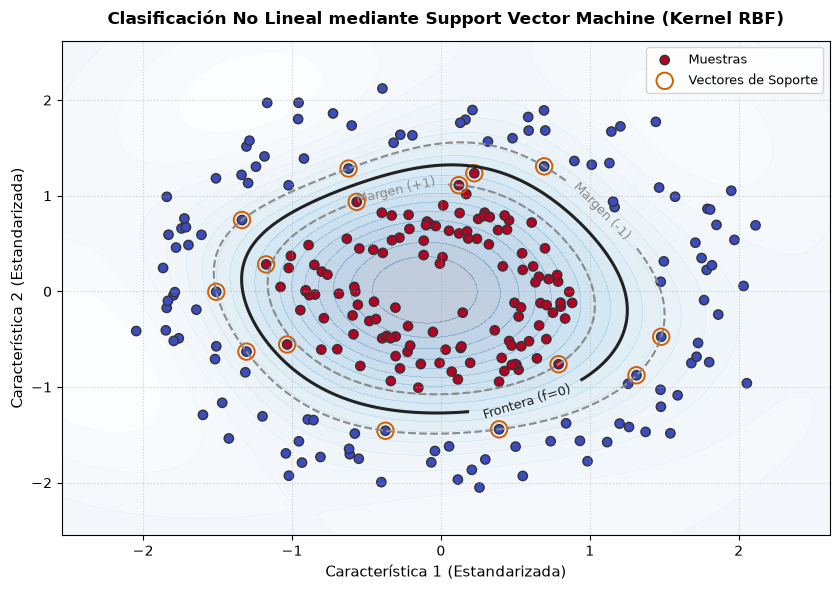 Clasificación No Lineal mediante Support Vector Machine (Kernel RBF)
Muestras
Vectores de Soporte
Margen (+1)
Margen (-1)
Frontera (f=0)
2
1
0
−1
−2
Característica 2 (Estandarizada)
−2
−1
0
1
2
Característica 1 (Estandarizada)